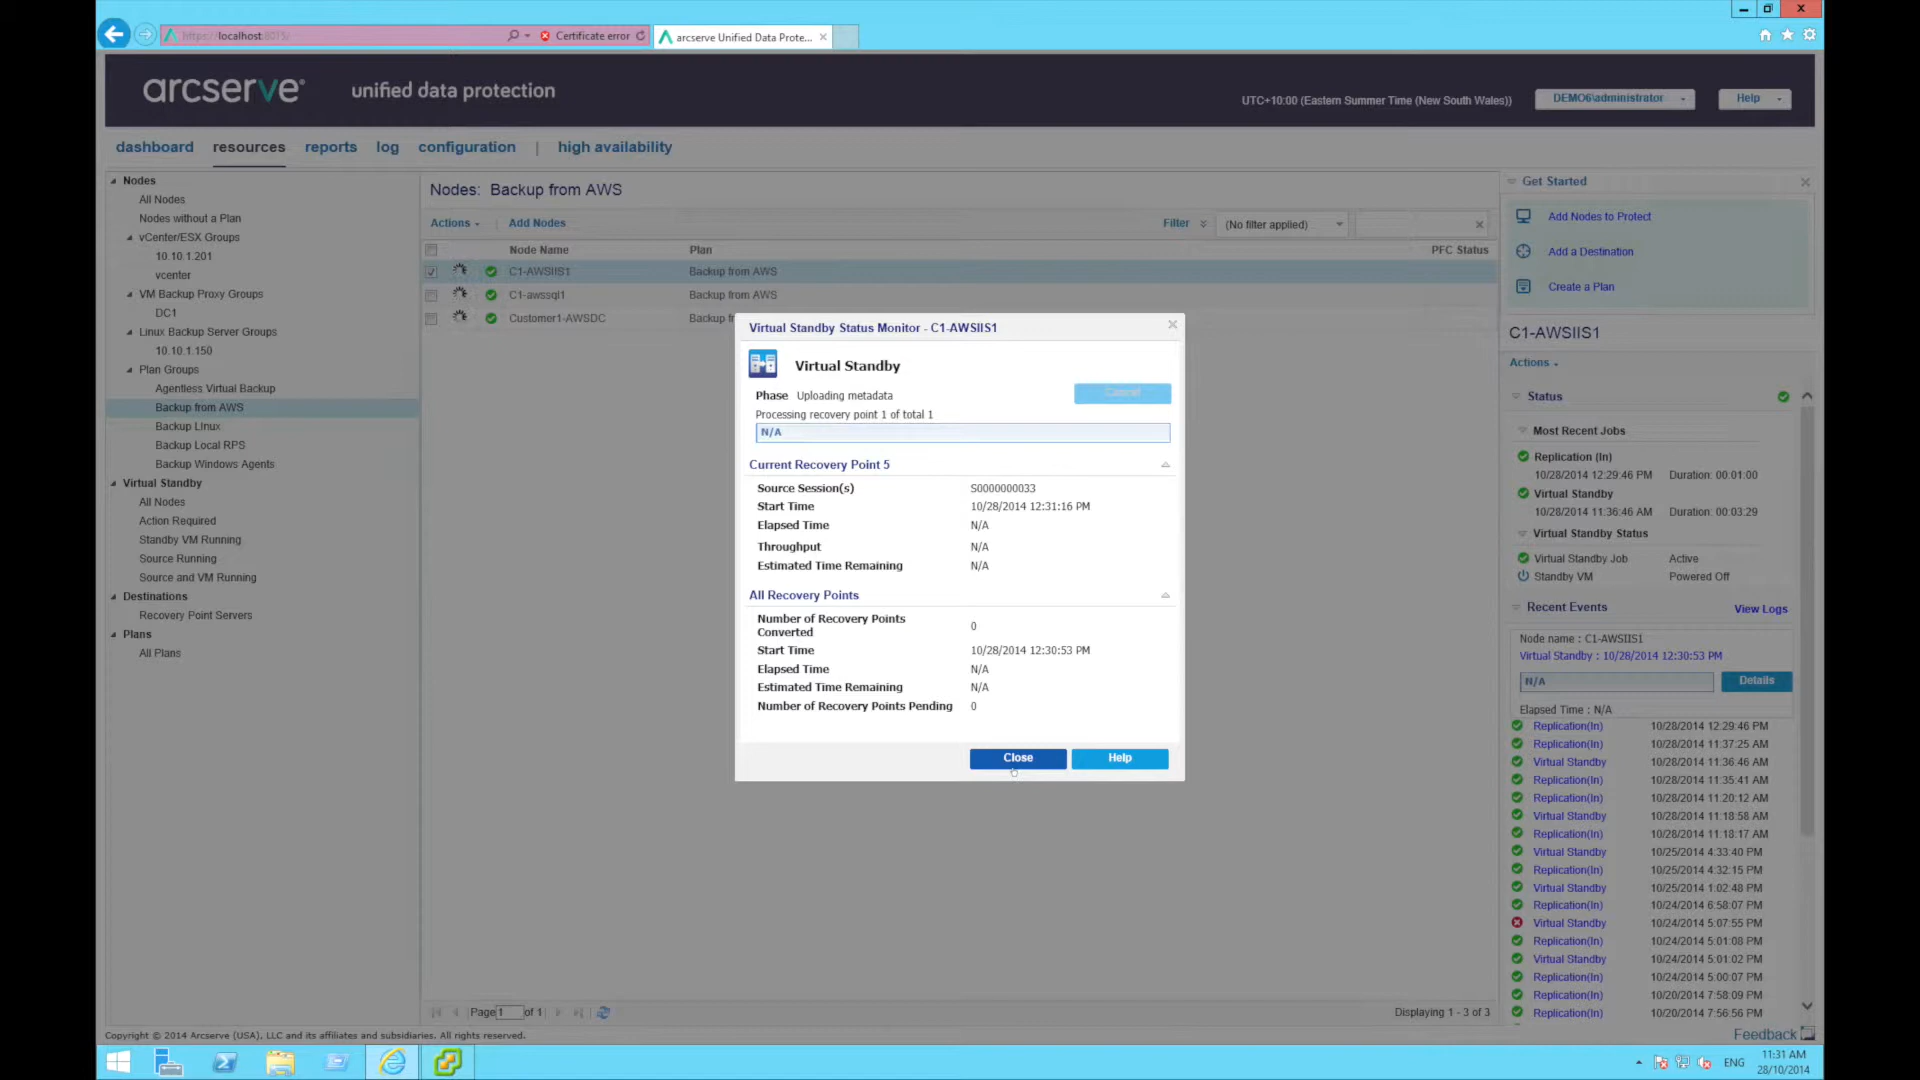 https://localhost:8015/
Certificate error
arcserve Unified Data Prote...
arcserve®
unified data protection
UTC+10:00 (Eastern Summer Time (New South Wales))
DEMO6\administrator
Help
dashboard
resources
reports
log
configuration
|
high availability
Nodes
All Nodes
Nodes without a Plan
vCenter/ESX Groups
10.10.1.201
vcenter
VM Backup Proxy Groups
DC1
Linux Backup Server Groups
10.10.1.150
Plan Groups
Agentless Virtual Backup
Backup from AWS
Backup Linux
Backup Local RPS
Backup Windows Agents
Virtual Standby
All Nodes
Action Required
Standby VM Running
Source Running
Source and VM Running
Destinations
Recovery Point Servers
Plans
All Plans
Nodes: Backup from AWS
Actions
Add Nodes
Filter
(No filter applied)
Node Name
Plan
PFC Status
C1-AWSIIS1
Backup from AWS
C1-awssql1
Backup from AWS
Customer1-AWSDC
Backup fr
Virtual Standby Status Monitor - C1-AWSIIS1
Virtual Standby
Phase Uploading metadata
Cancel
Processing recovery point 1 of total 1
N/A
Current Recovery Point 5
Source Session(s) S0000000033
Start Time 10/28/2014 12:31:16 PM
Elapsed Time N/A
Throughput N/A
Estimated Time Remaining N/A
All Recovery Points
Number of Recovery Points
Converted 0
Start Time 10/28/2014 12:30:53 PM
Elapsed Time N/A
Estimated Time Remaining N/A
Number of Recovery Points Pending 0
Close
Help
Page 1 of 1
Displaying 1 - 3 of 3
Get Started
Add Nodes to Protect
Add a Destination
Create a Plan
C1-AWSIIS1
Actions
Status
Most Recent Jobs
Replication (In)
10/28/2014 12:29:46 PM Duration: 00:01:00
Virtual Standby
10/28/2014 11:36:46 AM Duration: 00:03:29
Virtual Standby Status
Virtual Standby Job Active
Standby VM Powered Off
Recent Events
View Logs
Node name : C1-AWSIIS1
Virtual Standby : 10/28/2014 12:30:53 PM
N/A
Details
Elapsed Time : N/A
Replication(In) 10/28/2014 12:29:46 PM
Replication(In) 10/28/2014 11:37:25 AM
Virtual Standby 10/28/2014 11:36:46 AM
Replication(In) 10/28/2014 11:35:41 AM
Replication(In) 10/28/2014 11:20:12 AM
Virtual Standby 10/28/2014 11:18:58 AM
Replication(In) 10/28/2014 11:18:17 AM
Virtual Standby 10/25/2014 4:33:40 PM
Replication(In) 10/25/2014 4:32:15 PM
Virtual Standby 10/25/2014 1:02:48 PM
Replication(In) 10/24/2014 6:58:07 PM
Virtual Standby 10/24/2014 5:07:55 PM
Replication(In) 10/24/2014 5:01:08 PM
Virtual Standby 10/24/2014 5:01:02 PM
Replication(In) 10/24/2014 5:00:07 PM
Replication(In) 10/20/2014 7:58:09 PM
Replication(In) 10/20/2014 7:56:56 PM
Copyright © 2014 Arcserve (USA), LLC and its affiliates and subsidiaries. All rights reserved.
Feedback
ENG
11:31 AM
28/10/2014